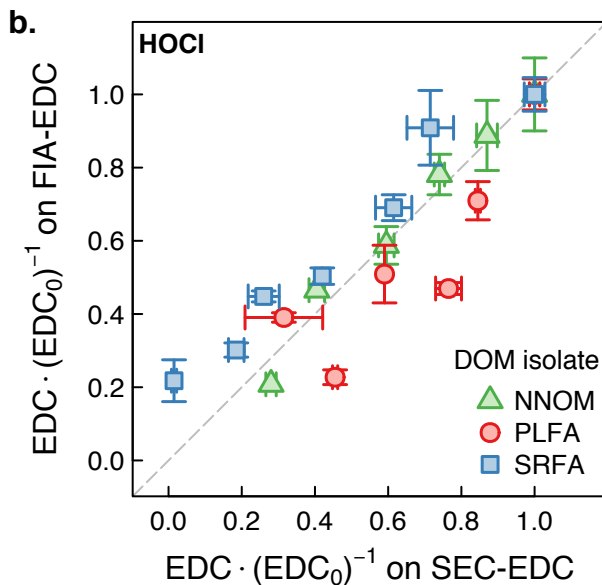 b.
HOCl
EDC · (EDC₀)⁻¹ on FIA-EDC
1.0
0.8
0.6
0.4
0.2
0.0
DOM isolate
NNOM
PLFA
SRFA
0.0 0.2 0.4 0.6 0.8 1.0
EDC · (EDC₀)⁻¹ on SEC-EDC